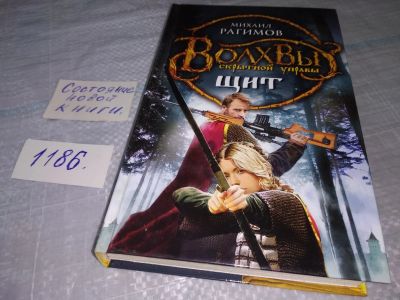 МИХАИЛ
РАГИМОВ
ВОЛХВЫ
СКРЫТНОЙ УПРАВЫ
ЩИТ
Состояние
новой
книги.
1186.